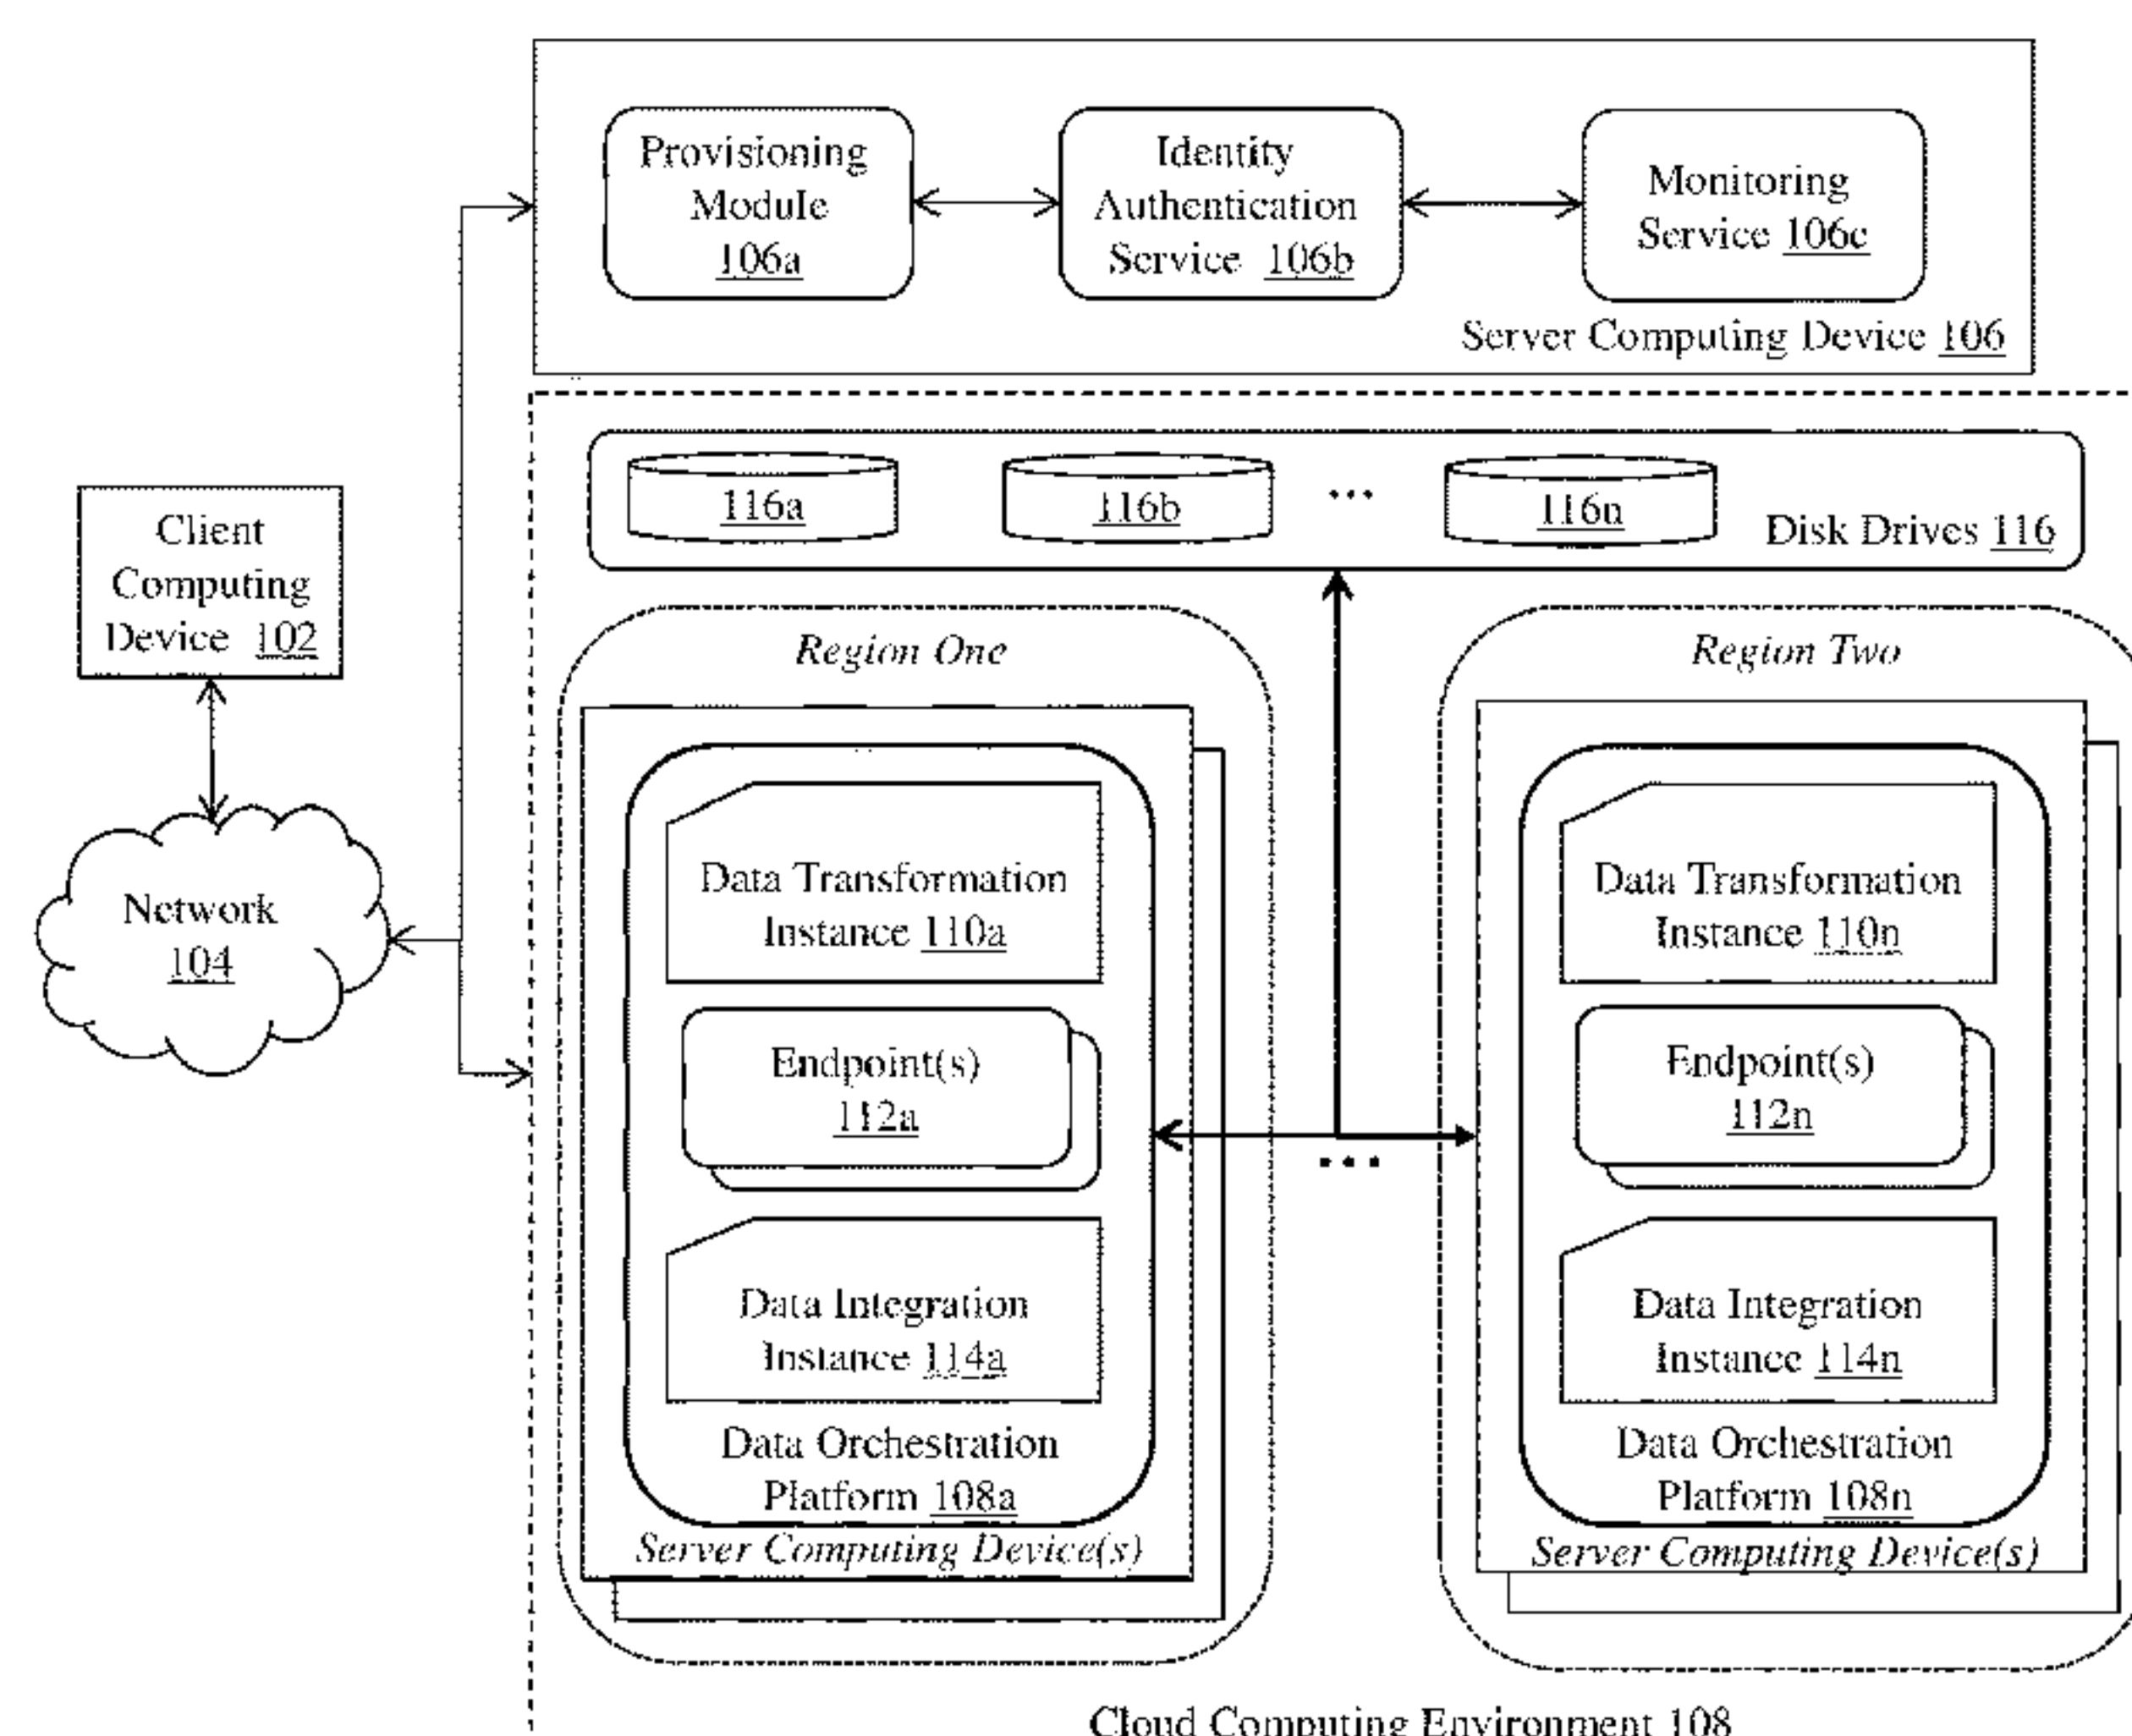 Provisioning
Module
106a
Identity
Authentication
Service 106b
Monitoring
Service 106c
Server Computing Device 106
116a
116b
...
116n
Disk Drives 116
Client
Computing
Device 102
Network
104
Region One
Data Transformation
Instance 110a
Endpoint(s)
112a
Data Integration
Instance 114a
Data Orchestration
Platform 108a
Server Computing Device(s)
...
Region Two
Data Transformation
Instance 110n
Endpoint(s)
112n
Data Integration
Instance 114n
Data Orchestration
Platform 108n
Server Computing Device(s)
Cloud Computing Environment 108